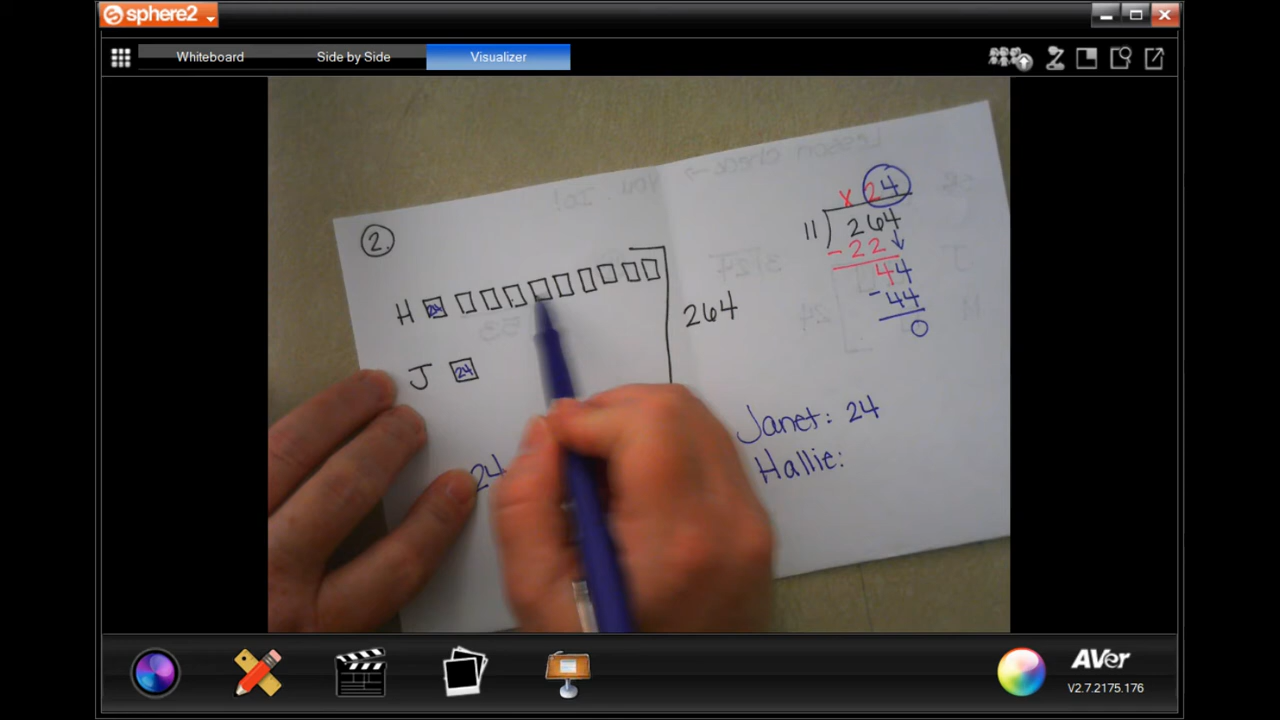 sphere2
Whiteboard
Side by Side
Visualizer
2.
H 24
J 24
264
24
x 24
11 264
- 22
44
- 44
0
Janet: 24
Hallie:
AVer
V2.7.2175.176